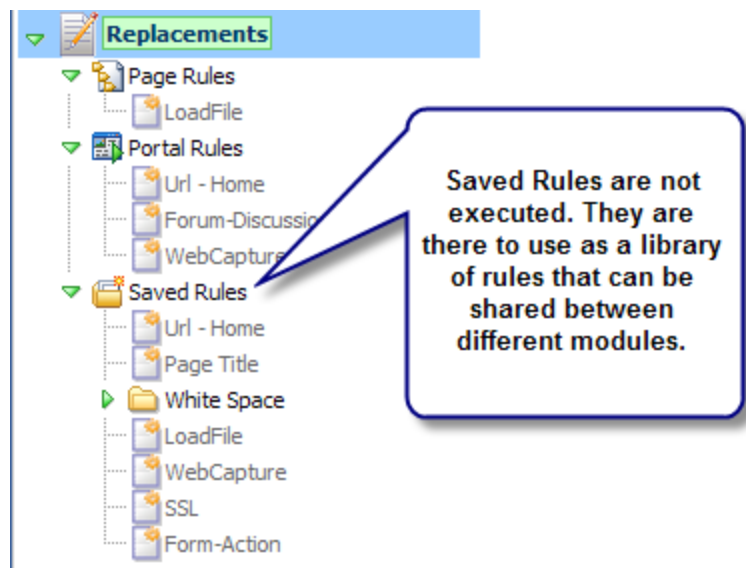 Replacements
Page Rules
LoadFile
Portal Rules
Url - Home
Forum-Discussio
WebCapture
Saved Rules
Url - Home
Page Title
White Space
LoadFile
WebCapture
SSL
Form-Action
Saved Rules are not
executed. They are
there to use as a library
of rules that can be
shared between
different modules.